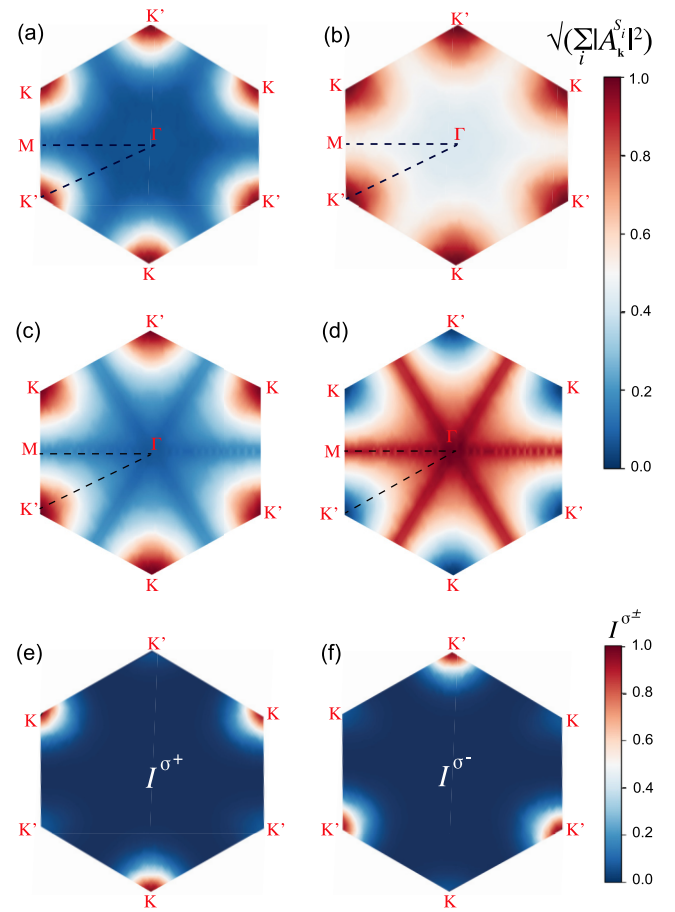 (a)
K'
K
K
M
Γ
K'
K'
K
(b)
K'
K
K
M
Γ
K'
K'
K
√(∑|A_k^{S_i}|²)
i
1.0
0.8
0.6
0.4
0.2
0.0
(c)
K'
K
K
M
Γ
K'
K'
K
(d)
K'
K
K
M
Γ
K'
K'
K
(e)
K'
K
K
I^{σ+}
K'
K'
K
(f)
K'
K
K
I^{σ-}
K'
K'
K
I^{σ±}
1.0
0.8
0.6
0.4
0.2
0.0